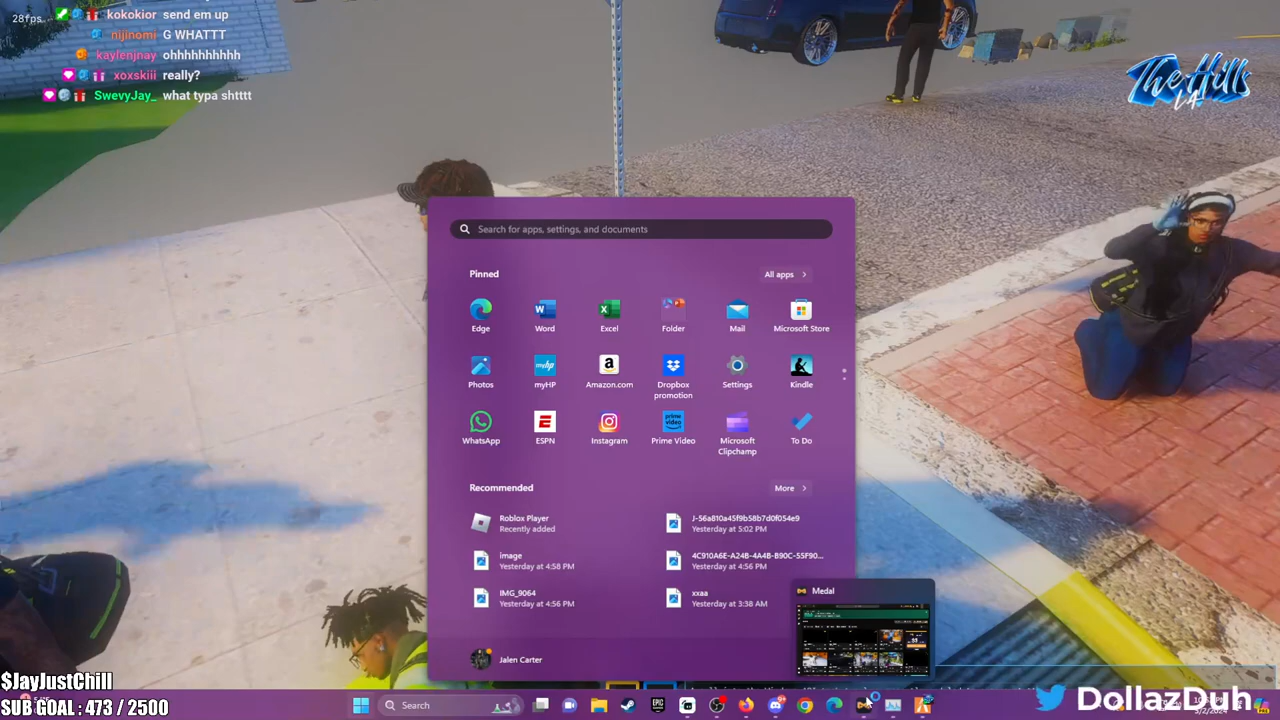 28fps
kokokior send em up
nijinomi G WHATTT
kaylenjnay ohhhhhhhhh
xoxskiii really?
SwevyJay_ what typa shtttt
The Hills
LA
Search for apps, settings, and documents
Pinned
All apps >
Edge
Word
Excel
Folder
Mail
Microsoft Store
Photos
myHP
Amazon.com
Dropbox promotion
Settings
Kindle
WhatsApp
ESPN
Instagram
Prime Video
Microsoft Clipchamp
To Do
Recommended
More >
Roblox Player
Recently added
J-56a810a45f9b58b7d0f054e9
Yesterday at 5:02 PM
image
Yesterday at 4:58 PM
4C910A6E-A24B-4A4B-B90C-55F90...
Yesterday at 4:56 PM
IMG_9064
Yesterday at 4:56 PM
xxaa
Yesterday at 3:38 AM
Medal
Jalen Carter
$JayJustChill
SUB GOAL : 473 / 2500
Search
5/2/2024
DollazDuh